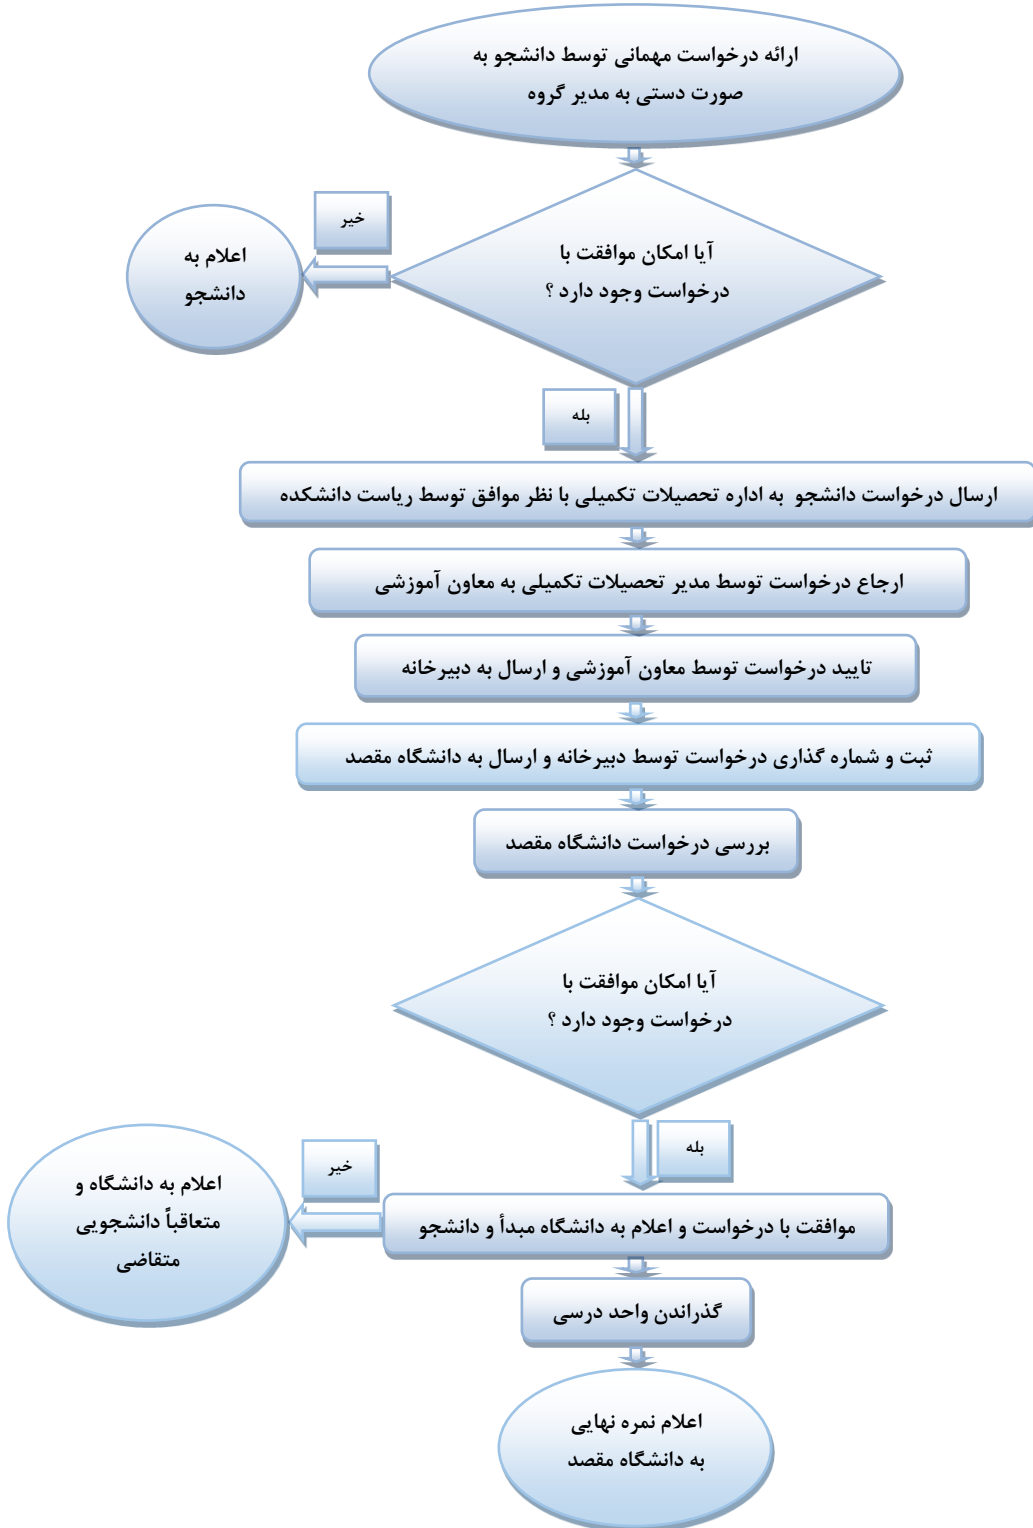 ارائه درخواست مهمانی توسط دانشجو به
صورت دستی به مدیر گروه
خیر
آیا امکان موافقت با
درخواست وجود دارد ؟
اعلام به
دانشجو
بله
ارسال درخواست دانشجو به اداره تحصیلات تکمیلی با نظر موافق توسط ریاست دانشکده
ارجاع درخواست توسط مدیر تحصیلات تکمیلی به معاون آموزشی
تایید درخواست توسط معاون آموزشی و ارسال به دبیرخانه
ثبت و شماره گذاری درخواست توسط دبیرخانه و ارسال به دانشگاه مقصد
بررسی درخواست دانشگاه مقصد
آیا امکان موافقت با
درخواست وجود دارد ؟
بله
خیر
اعلام به دانشگاه و
متعاقباً دانشجویی
متقاضی
موافقت با درخواست و اعلام به دانشگاه مبدأ و دانشجو
گذراندن واحد درسی
اعلام نمره نهایی
به دانشگاه مقصد